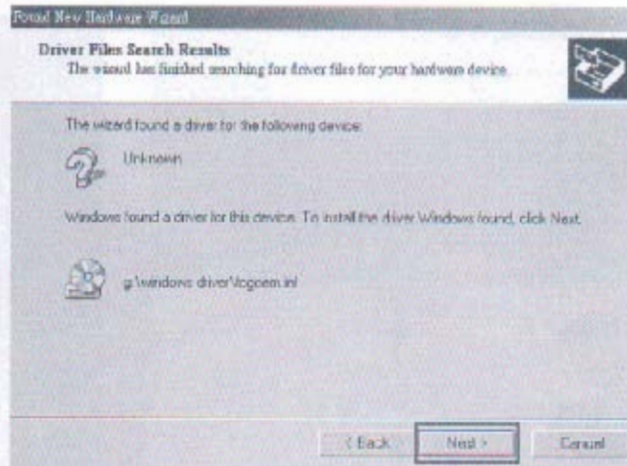 Found New Hardware Wizard
Driver Files Search Results
The wizard has finished searching for driver files for your hardware device.
The wizard found a driver for the following device:
Unknown
Windows found a driver for this device. To install the driver Windows found, click Next.
g:\windows driver\
< Back
Next >
Cancel